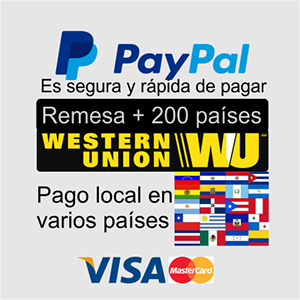 PayPal
Es segura y rápida de pagar
Remesa + 200 países
WESTERN WU
UNION
Pago local en
varios países
VISA MasterCard